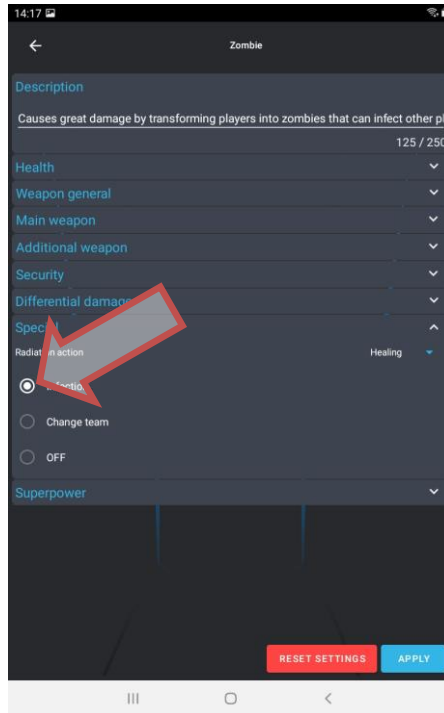 14:17
Zombie
Description
Causes great damage by transforming players into zombies that can infect other pl
125 / 250
Health
Weapon general
Main weapon
Additional weapon
Security
Differential damage
Special
Radiation action
Healing
Infection
Change team
OFF
Superpower
RESET SETTINGS
APPLY